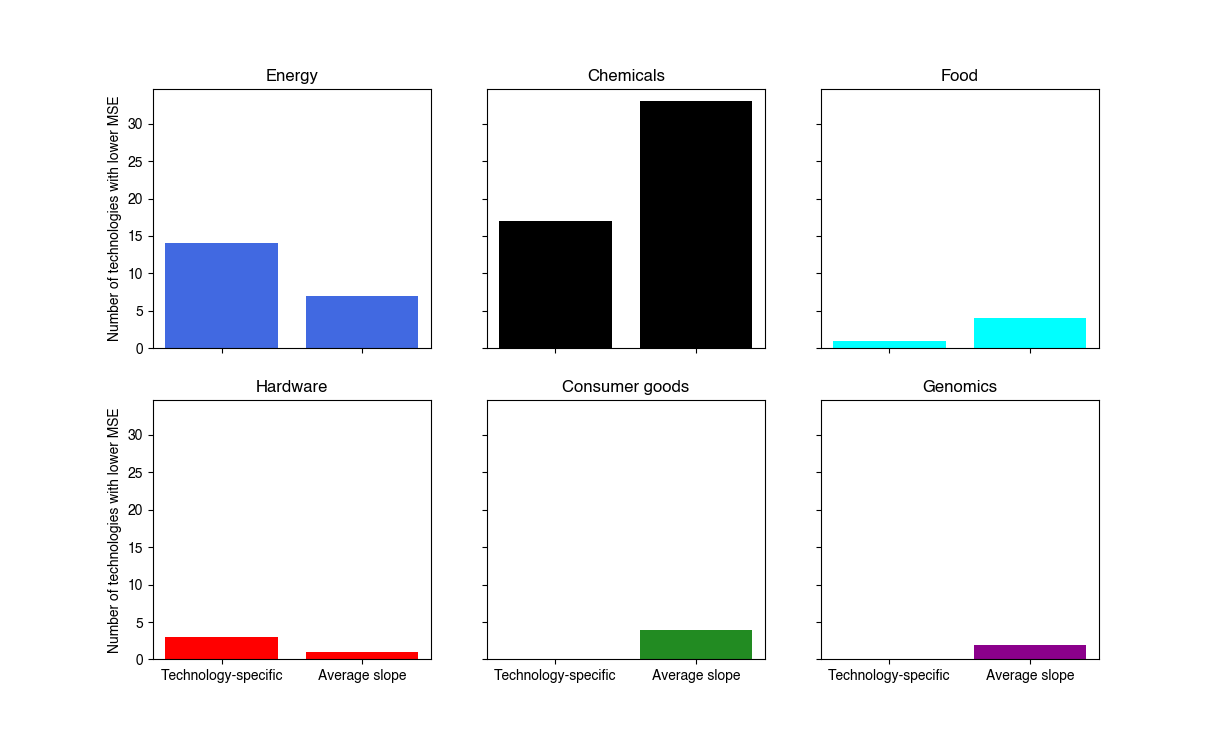 Energy
Chemicals
Food
Number of technologies with lower MSE
30
25
20
15
10
5
0
Hardware
Consumer goods
Genomics
Number of technologies with lower MSE
30
25
20
15
10
5
0
Technology-specific
Average slope
Technology-specific
Average slope
Technology-specific
Average slope